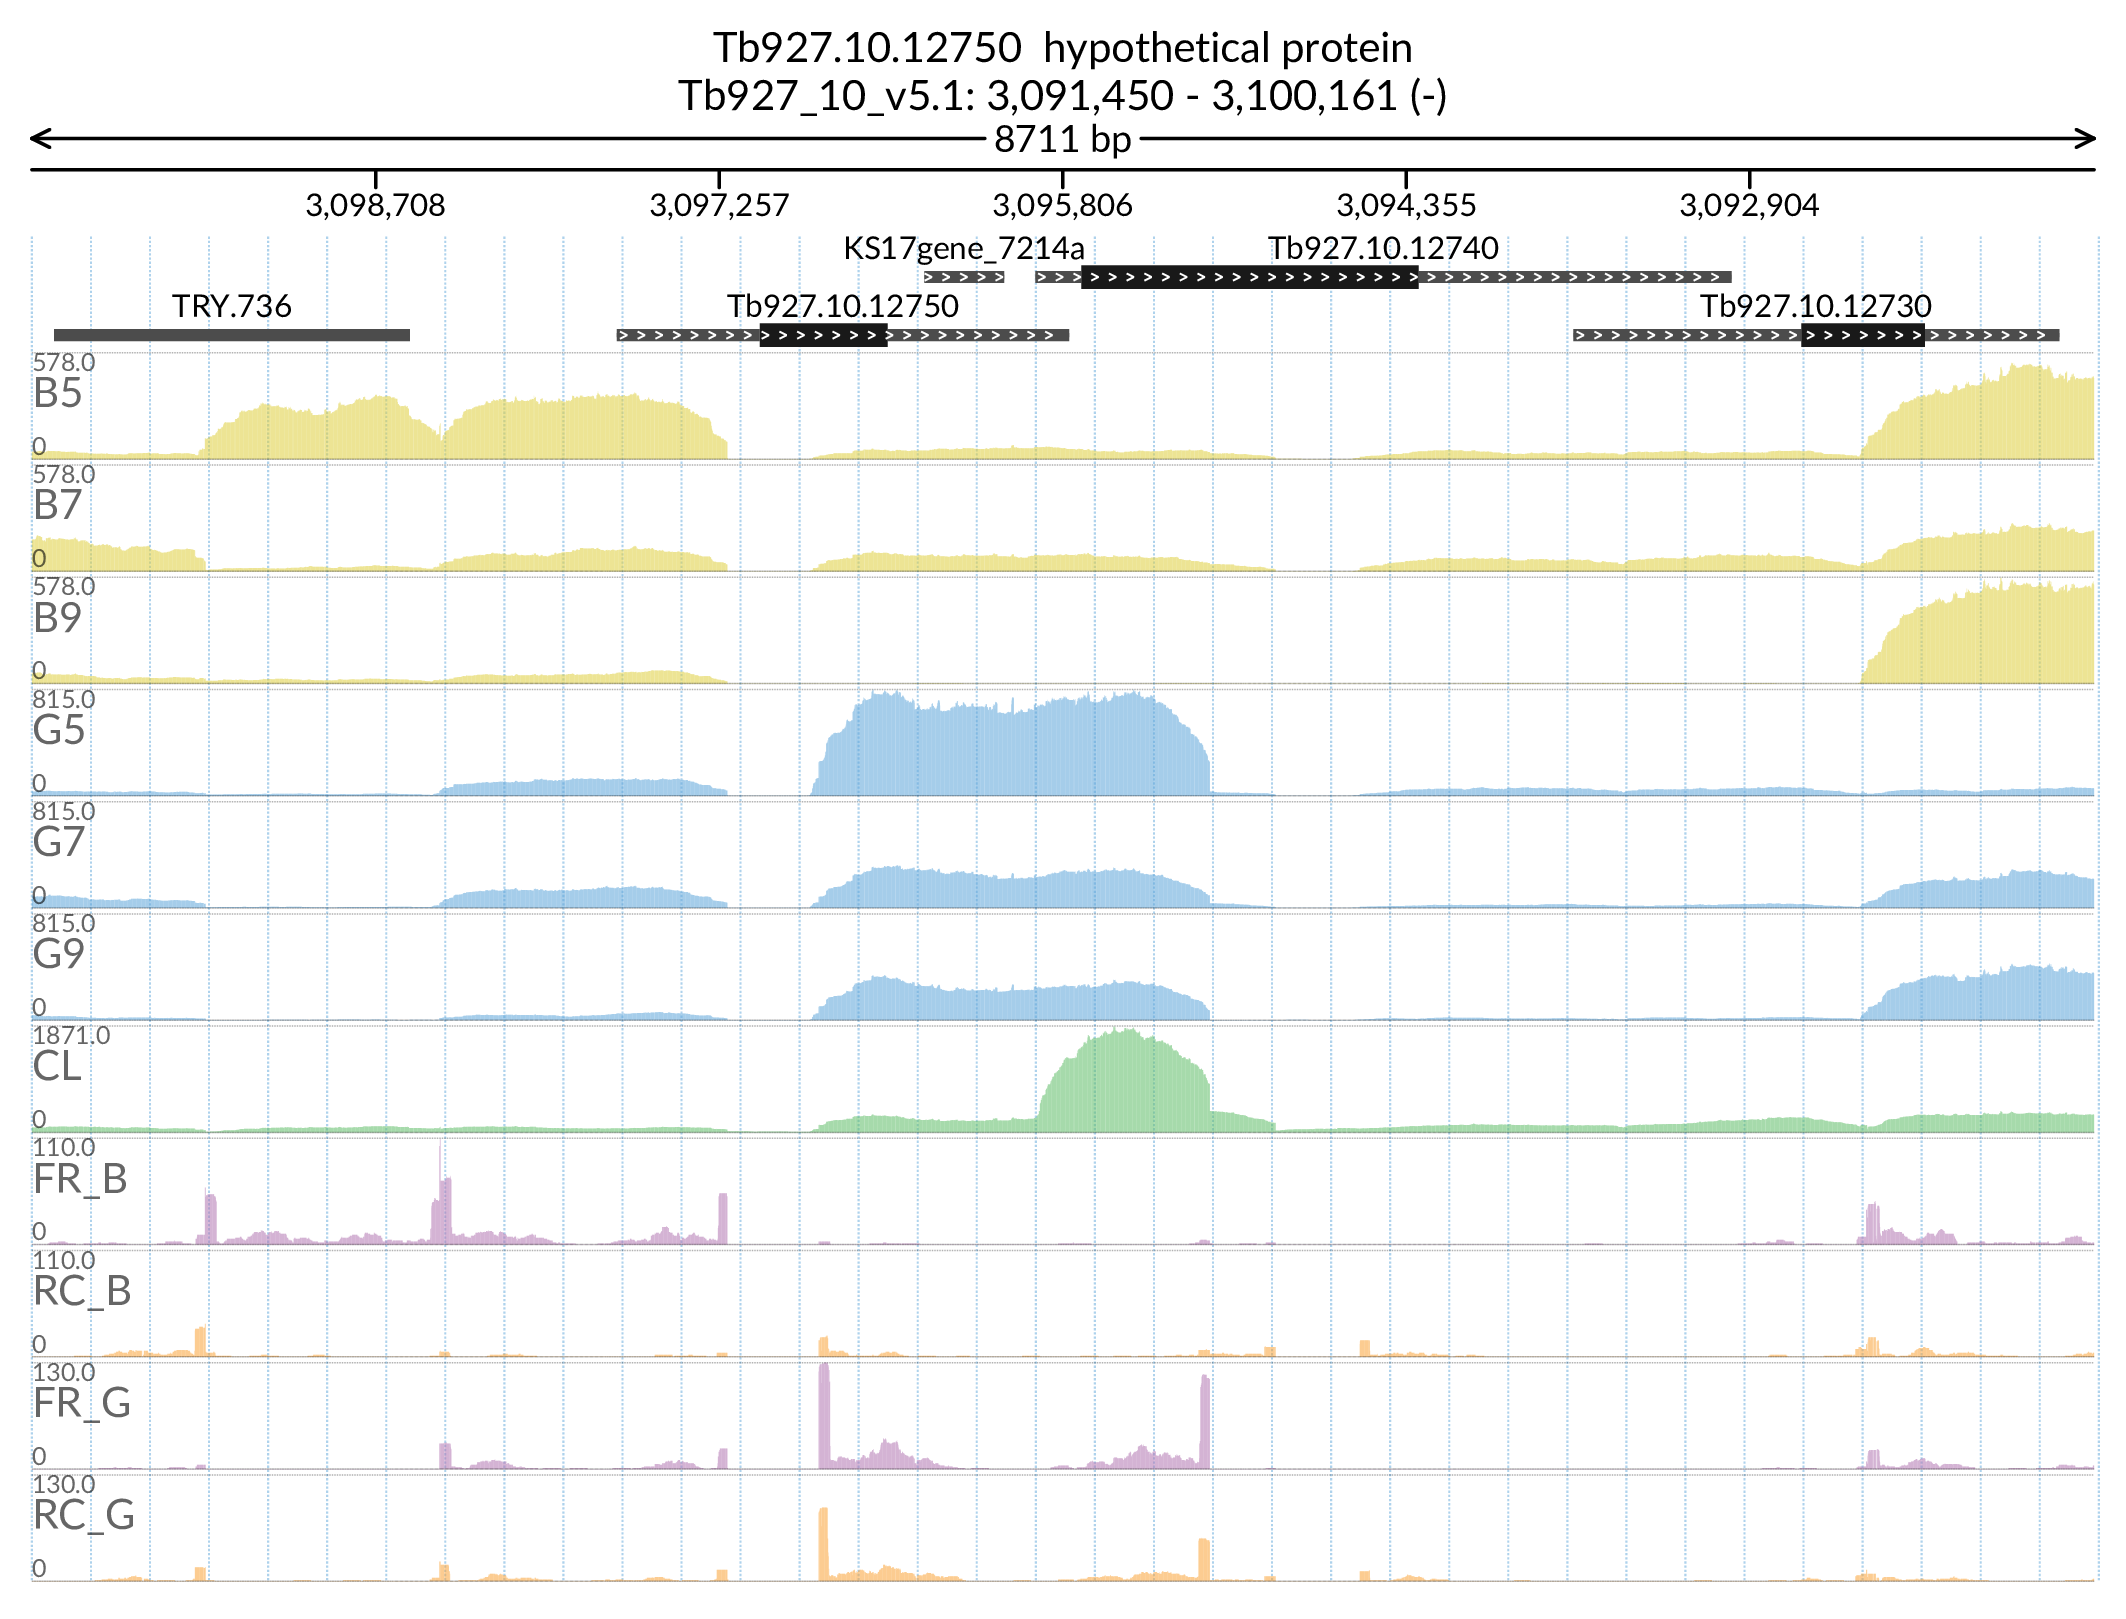 Tb927.10.12750  hypothetical protein
Tb927_10_v5.1: 3,091,450 - 3,100,161 (-)
8711 bp
3,098,708 3,097,257 3,095,806 3,094,355 3,092,904
KS17gene_7214a Tb927.10.12740
TRY.736 Tb927.10.12750 Tb927.10.12730
578.0
B5
0
578.0
B7
0
578.0
B9
0
815.0
G5
0
815.0
G7
0
815.0
G9
0
1871.0
CL
0
110.0
FR_B
0
110.0
RC_B
0
130.0
FR_G
0
130.0
RC_G
0